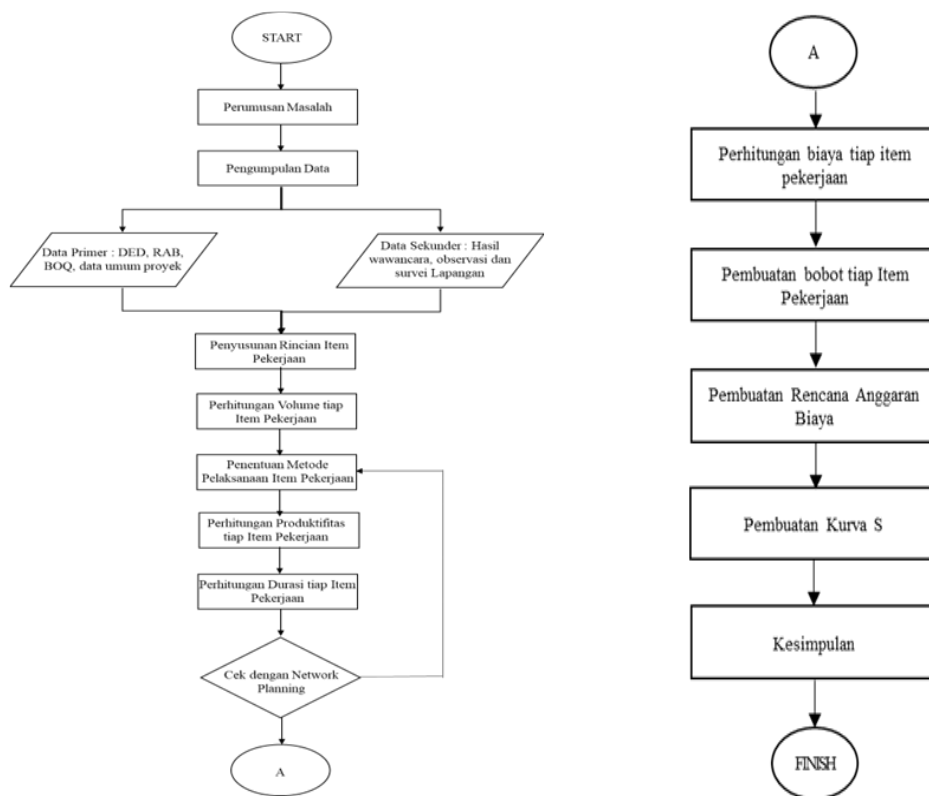 START
Perumusan Masalah
Pengumpulan Data
Data Primer : DED, RAB,
BOQ, data umum proyek
Data Sekunder : Hasil
wawancara, observasi dan
survei Lapangan
Penyusunan Rincian Item
Pekerjaan
Perhitungan Volume tiap
Item Pekerjaan
Penentuan Metode
Pelaksanaan Item Pekerjaan
Perhitungan Produktifitas
tiap Item Pekerjaan
Perhitungan Durasi tiap Item
Pekerjaan
Cek dengan Network
Planning
A
A
Perhitungan biaya tiap item
pekerjaan
Pembuatan bobot tiap Item
Pekerjaan
Pembuatan Rencana Anggaran
Biaya
Pembuatan Kurva S
Kesimpulan
FINISH